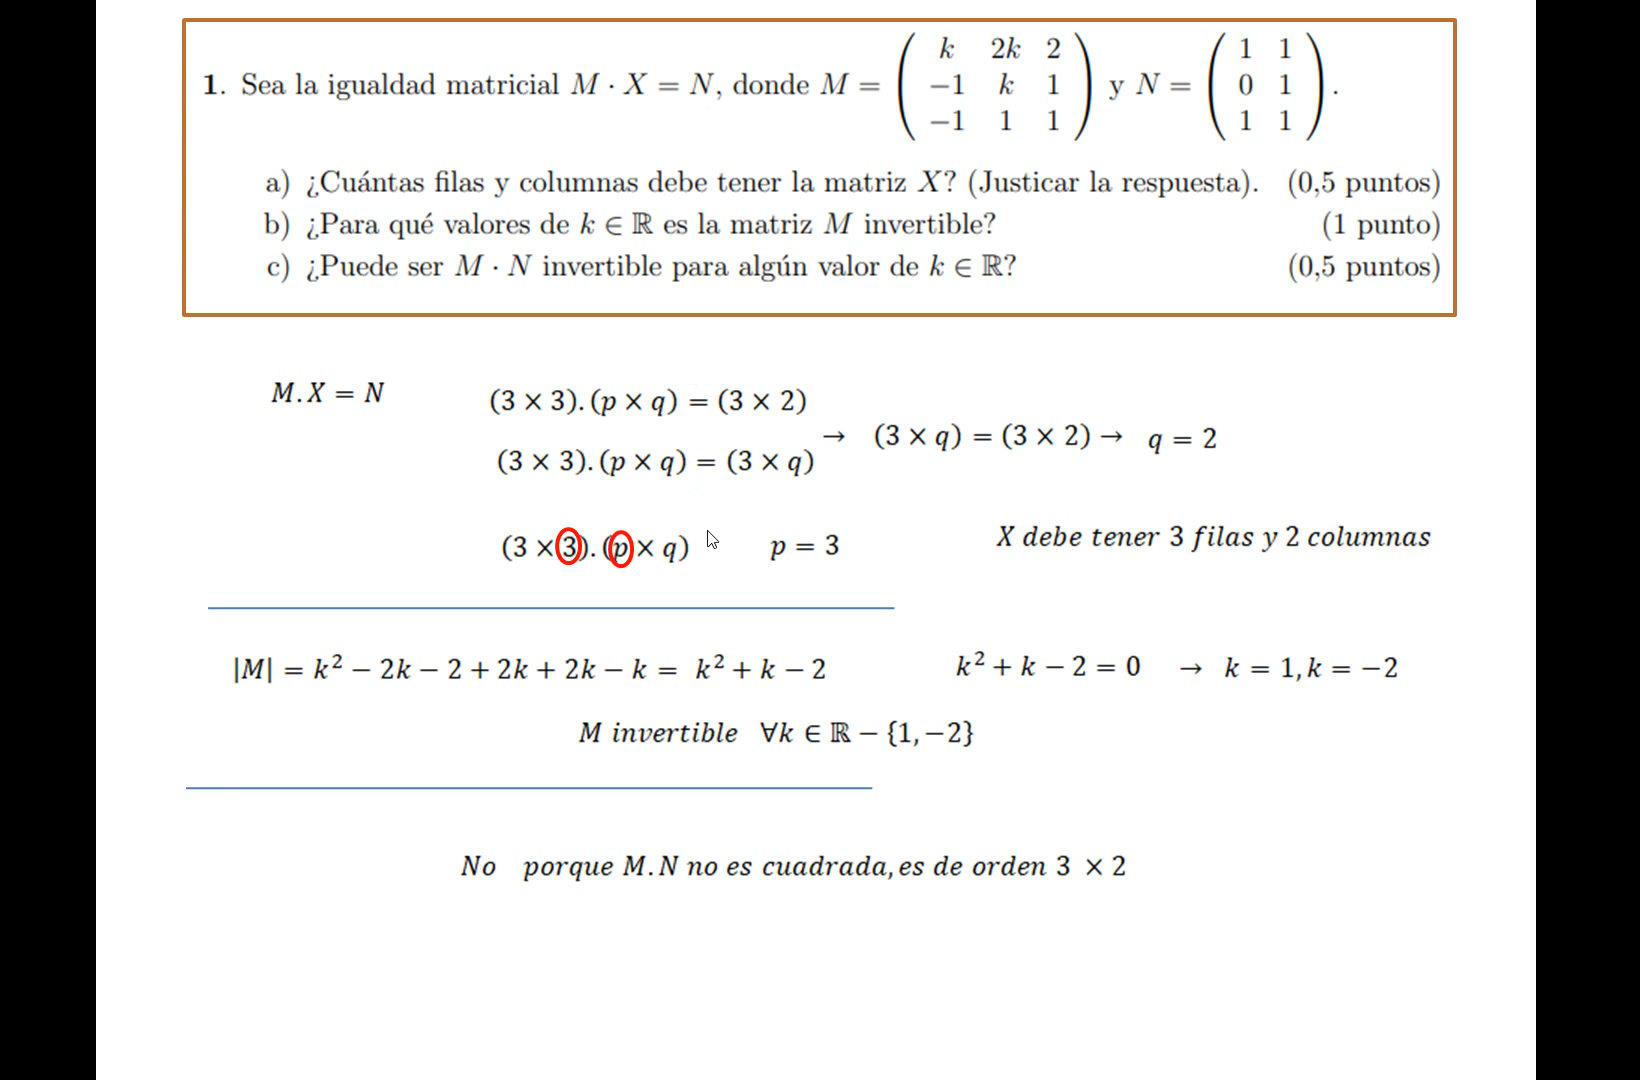 1. Sea la igualdad matricial M · X = N, donde M = ( k 2k 2 ; −1 k 1 ; −1 1 1 ) y N = ( 1 1 ; 0 1 ; 1 1 ).
a) ¿Cuántas filas y columnas debe tener la matriz X? (Justicar la respuesta). (0,5 puntos)
b) ¿Para qué valores de k ∈ ℝ es la matriz M invertible? (1 punto)
c) ¿Puede ser M · N invertible para algún valor de k ∈ ℝ? (0,5 puntos)
M.X = N
(3 × 3).(p × q) = (3 × 2)
(3 × 3).(p × q) = (3 × q)
→ (3 × q) = (3 × 2) → q = 2
(3 × 3).(p × q) p = 3
X debe tener 3 filas y 2 columnas
|M| = k² − 2k − 2 + 2k + 2k − k = k² + k − 2
k² + k − 2 = 0 → k = 1, k = −2
M invertible ∀k ∈ ℝ − {1, −2}
No porque M.N no es cuadrada, es de orden 3 × 2